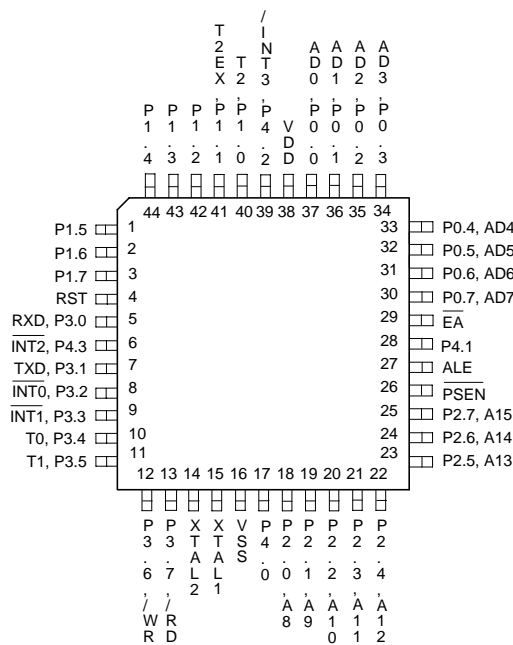 P1.4
P1.3
P1.2
T2EX,P1.1
T2,P1.0
/INT3,P4.2
VDD
AD0,P0.0
AD1,P0.1
AD2,P0.2
AD3,P0.3
44 43 42 41 40 39 38 37 36 35 34
P1.5 1
P1.6 2
P1.7 3
RST 4
RXD, P3.0 5
INT2, P4.3 6
TXD, P3.1 7
INT0, P3.2 8
INT1, P3.3 9
T0, P3.4 10
T1, P3.5 11
33 P0.4, AD4
32 P0.5, AD5
31 P0.6, AD6
30 P0.7, AD7
29 EA
28 P4.1
27 ALE
26 PSEN
25 P2.7, A15
24 P2.6, A14
23 P2.5, A13
12 13 14 15 16 17 18 19 20 21 22
P3.6,/WR
P3.7,/RD
XTAL2
XTAL1
VSS
P4.0
P2.0,A8
P2.1,A9
P2.2,A10
P2.3,A11
P2.4,A12